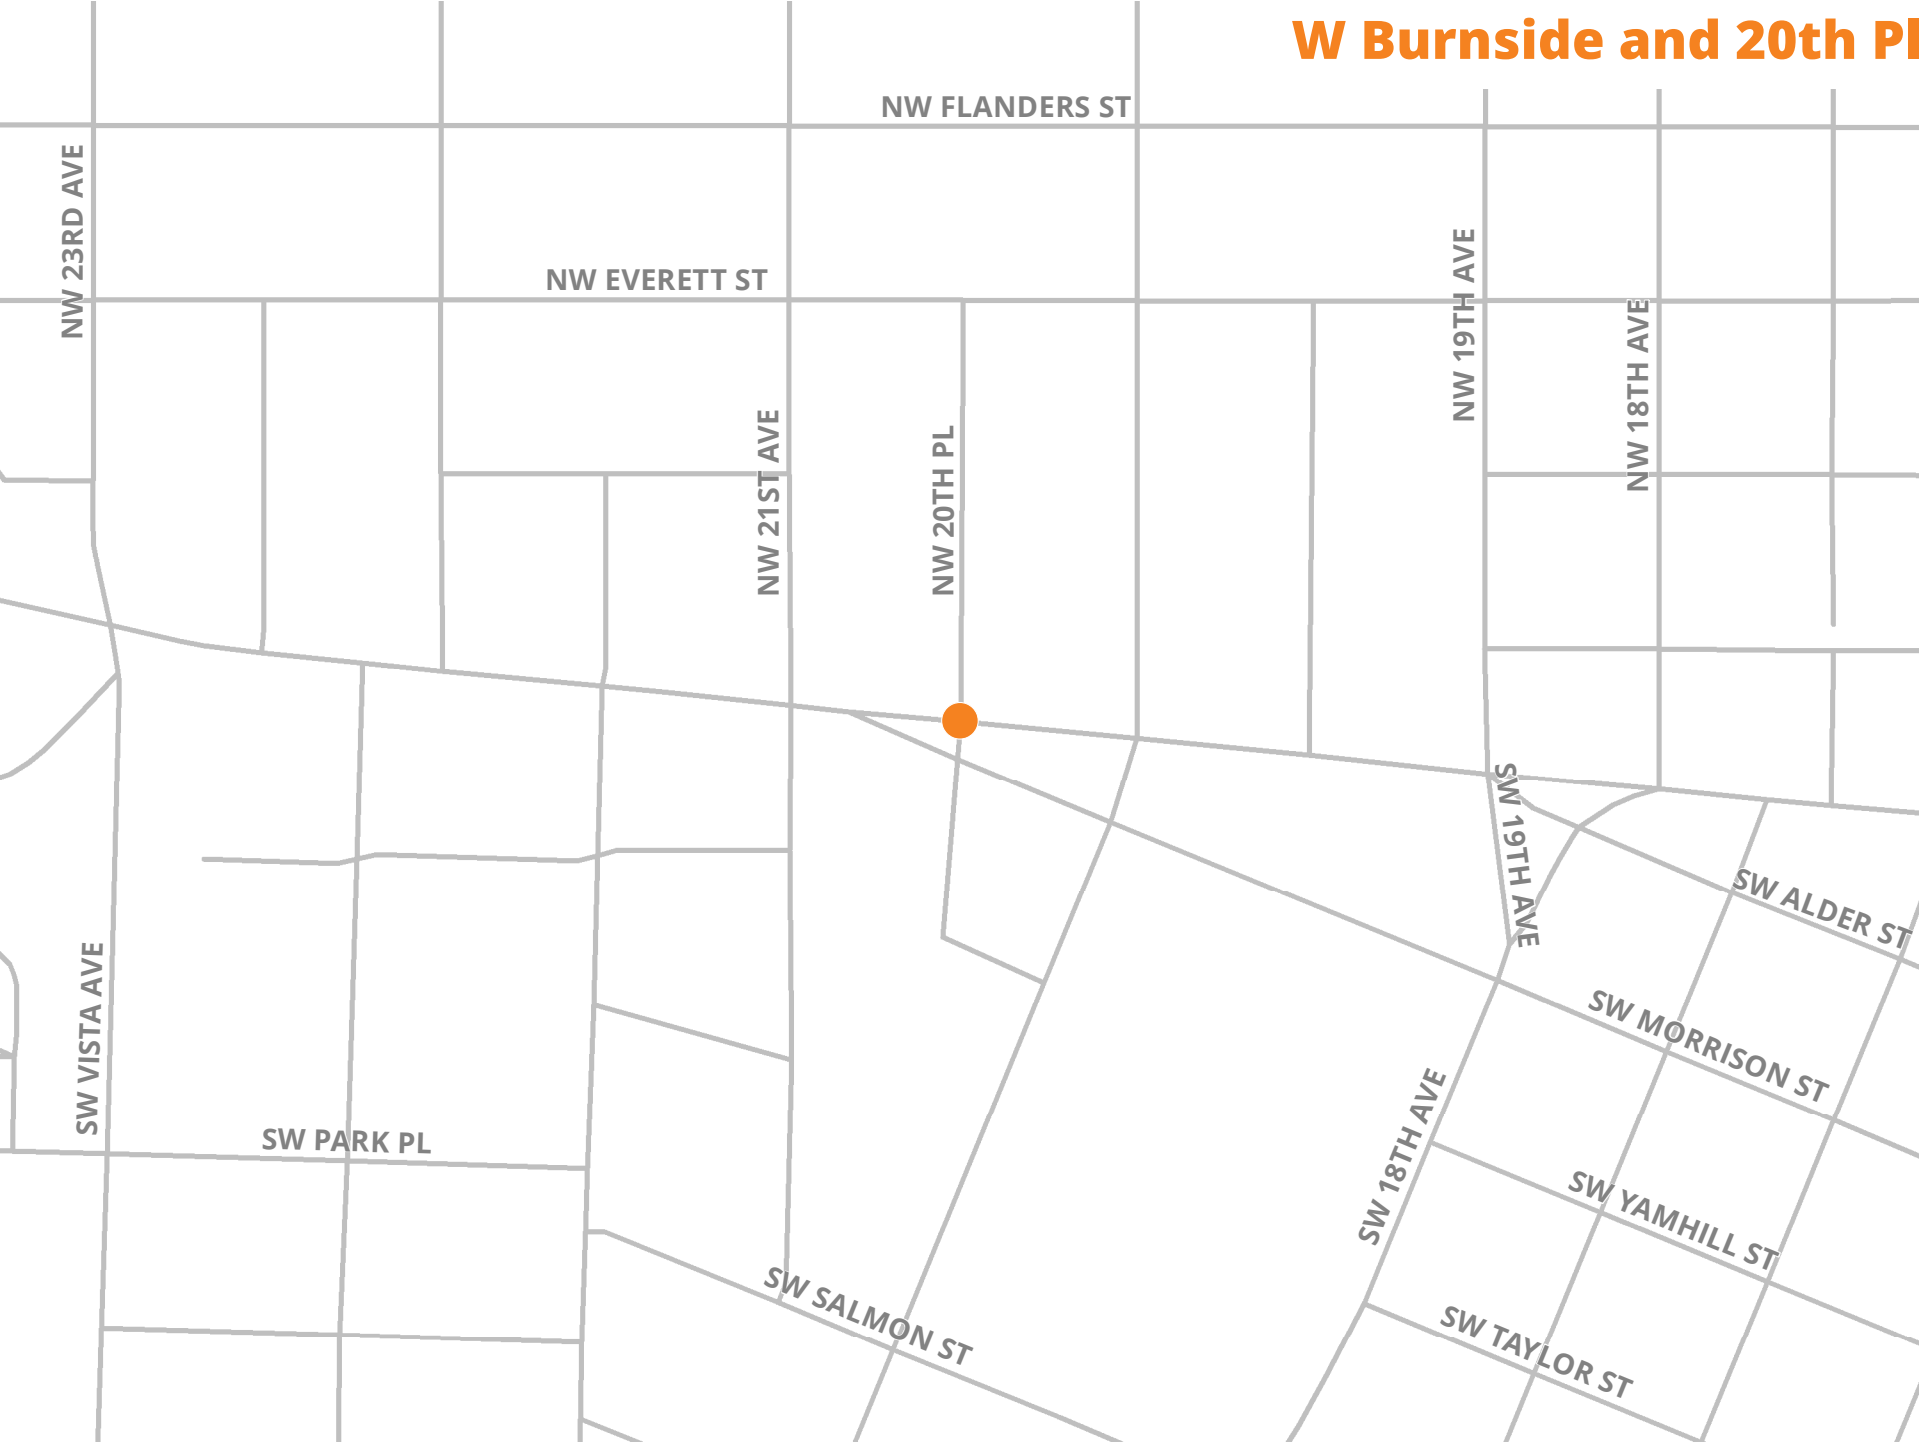 W Burnside and 20th Pl
NW FLANDERS ST
NW 23RD AVE
NW EVERETT ST
NW 19TH AVE
NW 18TH AVE
NW 21ST AVE
NW 20TH PL
SW 19TH AVE
SW ALDER ST
SW VISTA AVE
SW MORRISON ST
SW 18TH AVE
SW PARK PL
SW YAMHILL ST
SW SALMON ST
SW TAYLOR ST